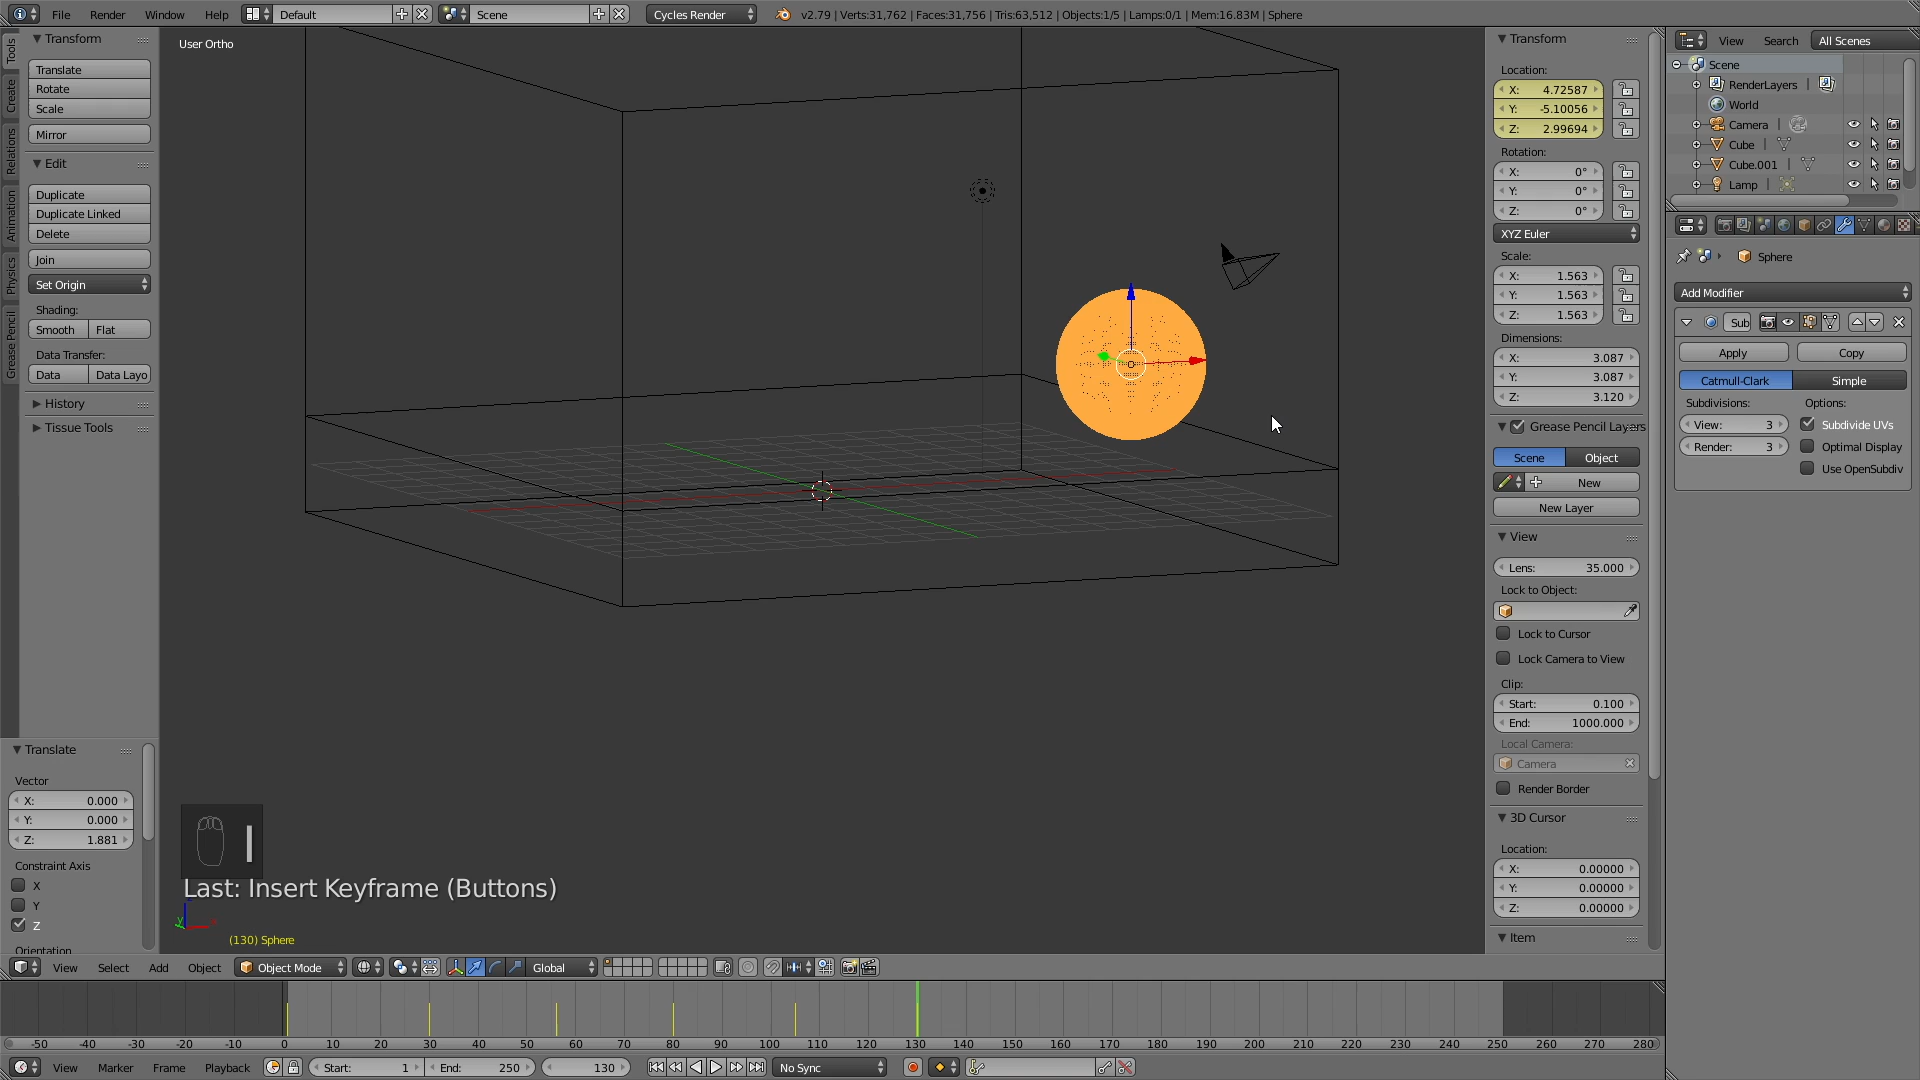 File Render Window Help Default Scene Cycles Render v2.79 | Verts:31,762 | Faces:31,756 | Tris:63,512 | Objects:1/5 | Lamps:0/1 | Mem:16.83M | Sphere
Tools
Create
Relations
Animation
Physics
Grease Pencil
Transform
Translate
Rotate
Scale
Mirror
Edit
Duplicate
Duplicate Linked
Delete
Join
Set Origin
Shading:
Smooth Flat
Data Transfer:
Data Data Layo
History
Tissue Tools
Translate
Vector
X: 0.000
Y: 0.000
Z: 1.881
Constraint Axis
X
Y
Z
Orientation
User Ortho
I
Last: Insert Keyframe (Buttons)
(130) Sphere
Transform
Location:
X: 4.72587
Y: -5.10056
Z: 2.99694
Rotation:
X: 0°
Y: 0°
Z: 0°
XYZ Euler
Scale:
X: 1.563
Y: 1.563
Z: 1.563
Dimensions:
X: 3.087
Y: 3.087
Z: 3.120
Grease Pencil Layers
Scene Object
New
New Layer
View
Lens: 35.000
Lock to Object:
Lock to Cursor
Lock Camera to View
Clip:
Start: 0.100
End: 1000.000
Local Camera:
Camera
Render Border
3D Cursor
Location:
X: 0.00000
Y: 0.00000
Z: 0.00000
Item
View Search All Scenes
Scene
RenderLayers
World
Camera
Cube
Cube.001
Lamp
Sphere
Add Modifier
Sub
Apply Copy
Catmull-Clark Simple
Subdivisions: Options:
View: 3 Subdivide UVs
Render: 3 Optimal Display
Use OpenSubdiv
View Select Add Object Object Mode Global
-50 -40 -30 -20 -10 0 10 20 30 40 50 60 70 80 90 100 110 120 130 140 150 160 170 180 190 200 210 220 230 240 250 260 270 280
View Marker Frame Playback Start: 1 End: 250 130 No Sync